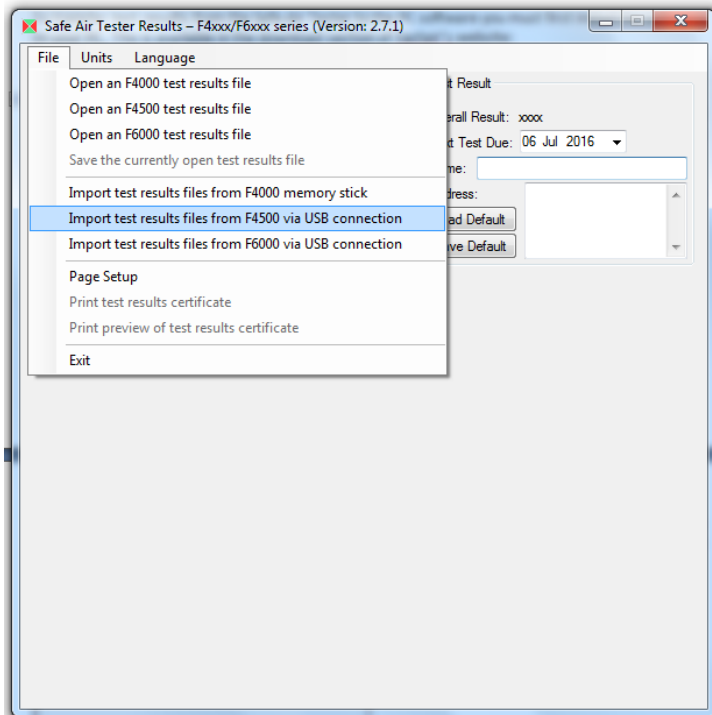 Safe Air Tester Results – F4xxx/F6xxx series (Version: 2.7.1)
File Units Language
Open an F4000 test results file
Open an F4500 test results file
Open an F6000 test results file
Save the currently open test results file
Import test results files from F4000 memory stick
Import test results files from F4500 via USB connection
Import test results files from F6000 via USB connection
Page Setup
Print test results certificate
Print preview of test results certificate
Exit
t Result
erall Result: xxxx
t Test Due: 06 Jul 2016
me:
dress:
ad Default
ve Default